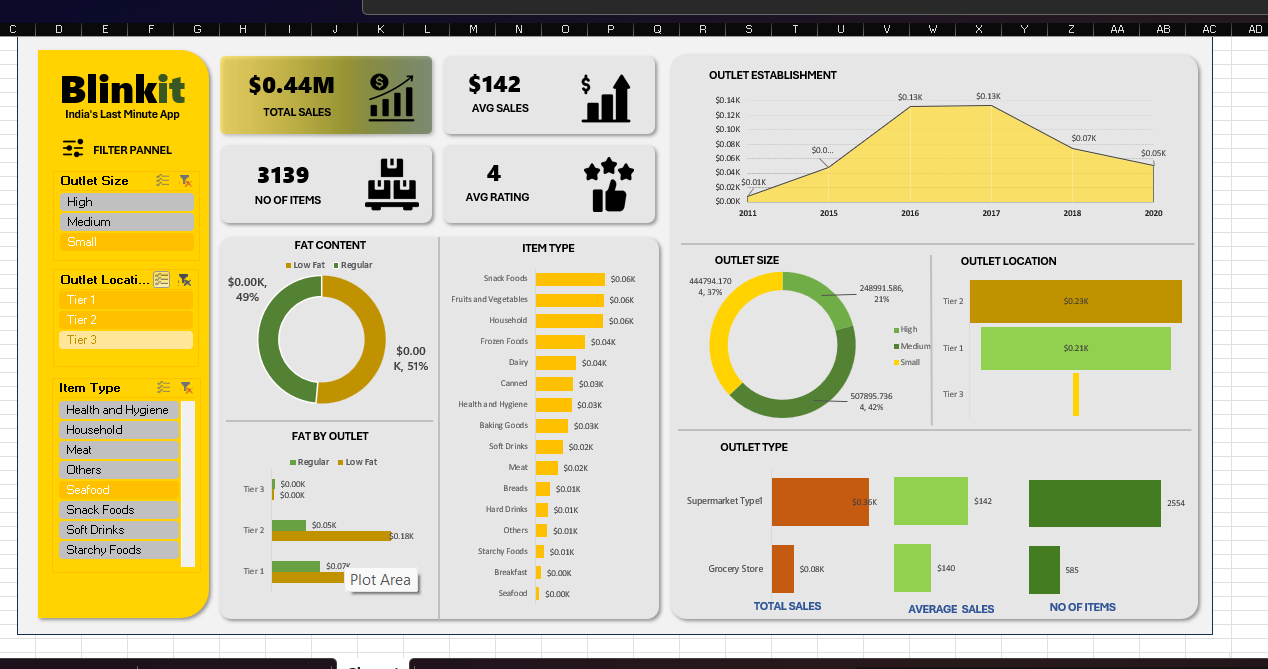 C D E F G H I J K L M N O P Q R S T U V W X Y Z AA AB AC AD
Blinkit
India's Last Minute App
FILTER PANNEL
Outlet Size
High
Medium
Small
Outlet Locati...
Tier 1
Tier 2
Tier 3
Item Type
Health and Hygiene
Household
Meat
Others
Seafood
Snack Foods
Soft Drinks
Starchy Foods
$0.44M
TOTAL SALES
$142
AVG SALES
3139
NO OF ITEMS
4
AVG RATING
FAT CONTENT
Low Fat Regular
$0.00K,
49%
$0.00
K, 51%
FAT BY OUTLET
Regular Low Fat
Tier 3
$0.00K
$0.00K
Tier 2
$0.05K
$0.18K
Tier 1
$0.07K
Plot Area
ITEM TYPE
Snack Foods $0.06K
Fruits and Vegetables $0.06K
Household $0.06K
Frozen Foods $0.04K
Dairy $0.04K
Canned $0.03K
Health and Hygiene $0.03K
Baking Goods $0.03K
Soft Drinks $0.02K
Meat $0.02K
Breads $0.01K
Hard Drinks $0.01K
Others $0.01K
Starchy Foods $0.01K
Breakfast $0.00K
Seafood $0.00K
OUTLET ESTABLISHMENT
$0.14K
$0.12K
$0.10K
$0.08K
$0.06K
$0.04K
$0.02K
$0.00K
$0.01K
$0.0...
$0.13K
$0.13K
$0.07K
$0.05K
2011 2015 2016 2017 2018 2020
OUTLET SIZE
444794.170
4, 37%
248991.586,
21%
507895.736
4, 42%
High
Medium
Small
OUTLET LOCATION
Tier 2 $0.23K
Tier 1 $0.21K
Tier 3
OUTLET TYPE
Supermarket Type1 $0.36K $142 2554
Grocery Store $0.08K $140 585
TOTAL SALES AVERAGE SALES NO OF ITEMS